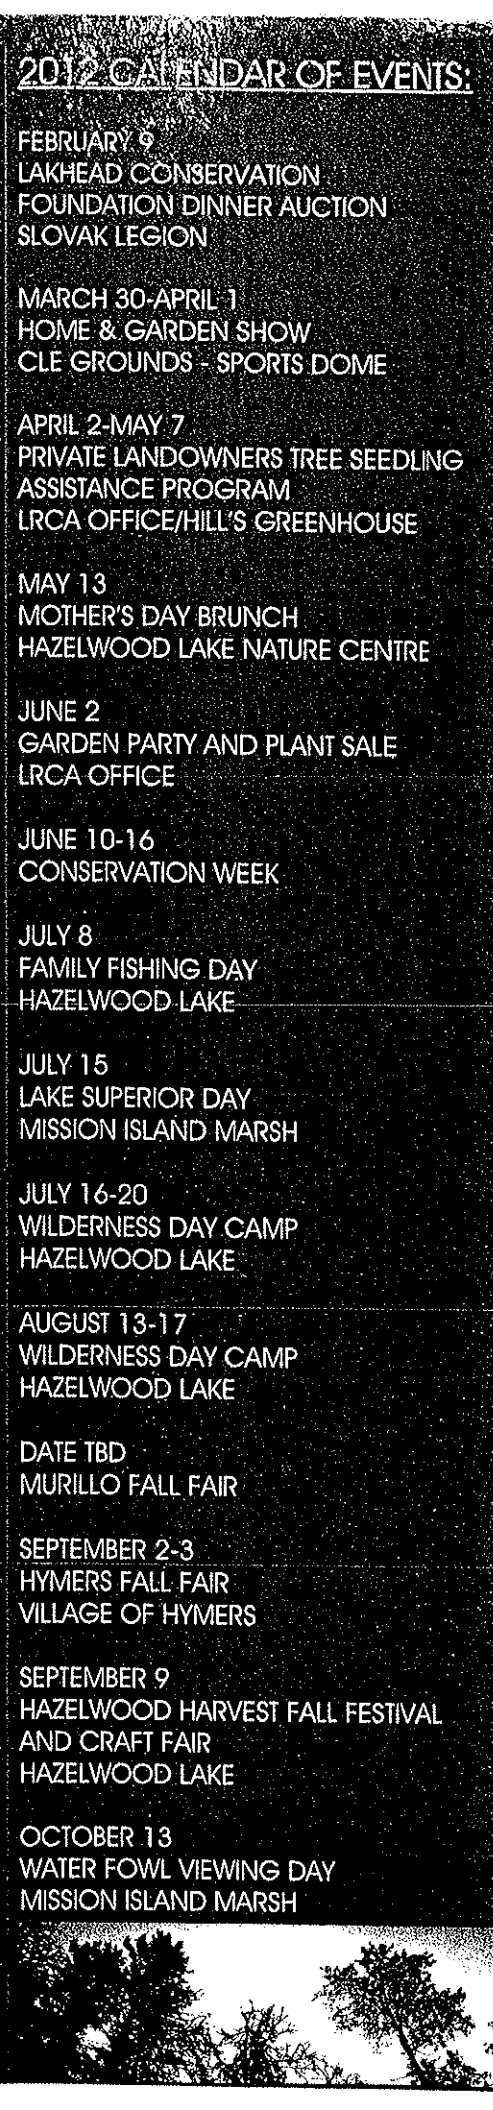 2012 CALENDAR OF EVENTS:
FEBRUARY 9
LAKHEAD CONSERVATION
FOUNDATION DINNER AUCTION
SLOVAK LEGION
MARCH 30-APRIL 1
HOME & GARDEN SHOW
CLE GROUNDS - SPORTS DOME
APRIL 2-MAY 7
PRIVATE LANDOWNERS TREE SEEDLING
ASSISTANCE PROGRAM
LRCA OFFICE/HILL'S GREENHOUSE
MAY 13
MOTHER'S DAY BRUNCH
HAZELWOOD LAKE NATURE CENTRE
JUNE 2
GARDEN PARTY AND PLANT SALE
LRCA OFFICE
JUNE 10-16
CONSERVATION WEEK
JULY 8
FAMILY FISHING DAY
HAZELWOOD LAKE
JULY 15
LAKE SUPERIOR DAY
MISSION ISLAND MARSH
JULY 16-20
WILDERNESS DAY CAMP
HAZELWOOD LAKE
AUGUST 13-17
WILDERNESS DAY CAMP
HAZELWOOD LAKE
DATE TBD
MURILLO FALL FAIR
SEPTEMBER 2-3
HYMERS FALL FAIR
VILLAGE OF HYMERS
SEPTEMBER 9
HAZELWOOD HARVEST FALL FESTIVAL
AND CRAFT FAIR
HAZELWOOD LAKE
OCTOBER 13
WATER FOWL VIEWING DAY
MISSION ISLAND MARSH